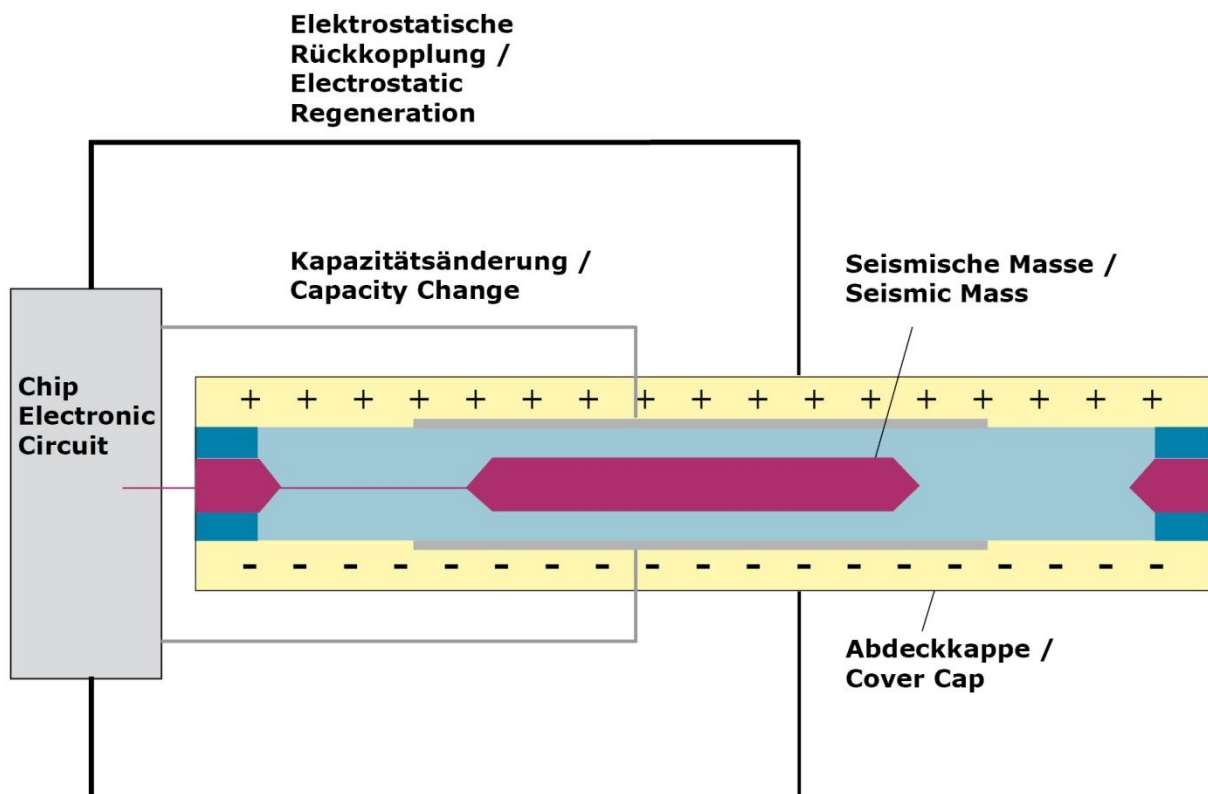 Elektrostatische
Rückkopplung /
Electrostatic
Regeneration
Kapazitätsänderung /
Capacity Change
Seismische Masse /
Seismic Mass
Chip
Electronic
Circuit
+ + + + + + + + + + + + + + + + +
- - - - - - - - - - - - - - - - - - -
Abdeckkappe /
Cover Cap